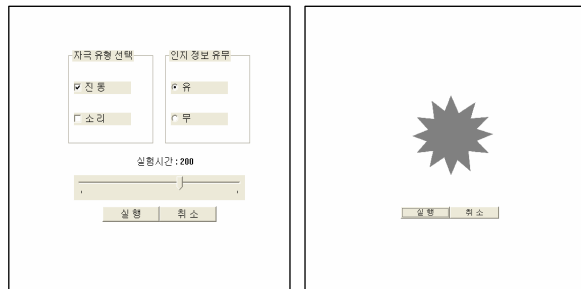 자극 유형 선택
인지 정보 유무
진 동
유
소 리
무
실험시간 : 200
실 행
취 소
실 행
취 소